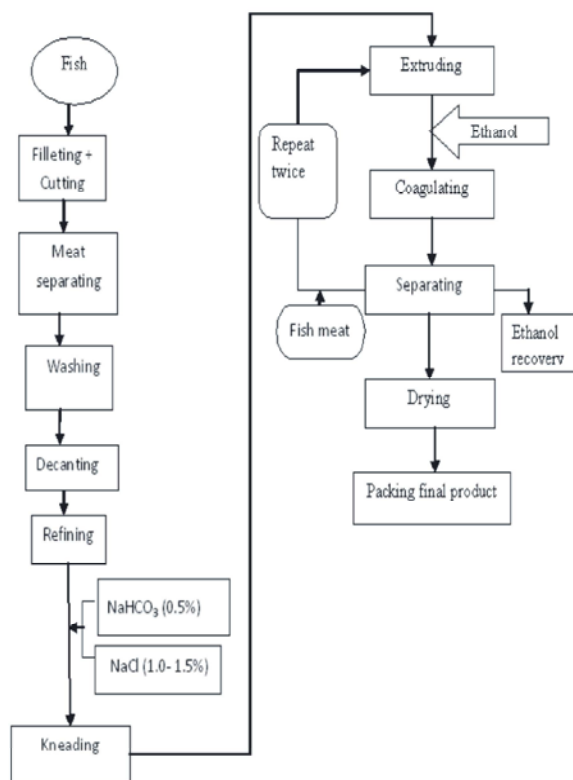 Fish
Filleting +
Cutting
Meat
separating
Washing
Decanting
Refining
NaHCO₃ (0.5%)
NaCl (1.0- 1.5%)
Kneading
Extruding
Ethanol
Repeat
twice
Coagulating
Separating
Fish meat
Ethanol
recovery
Drying
Packing final product